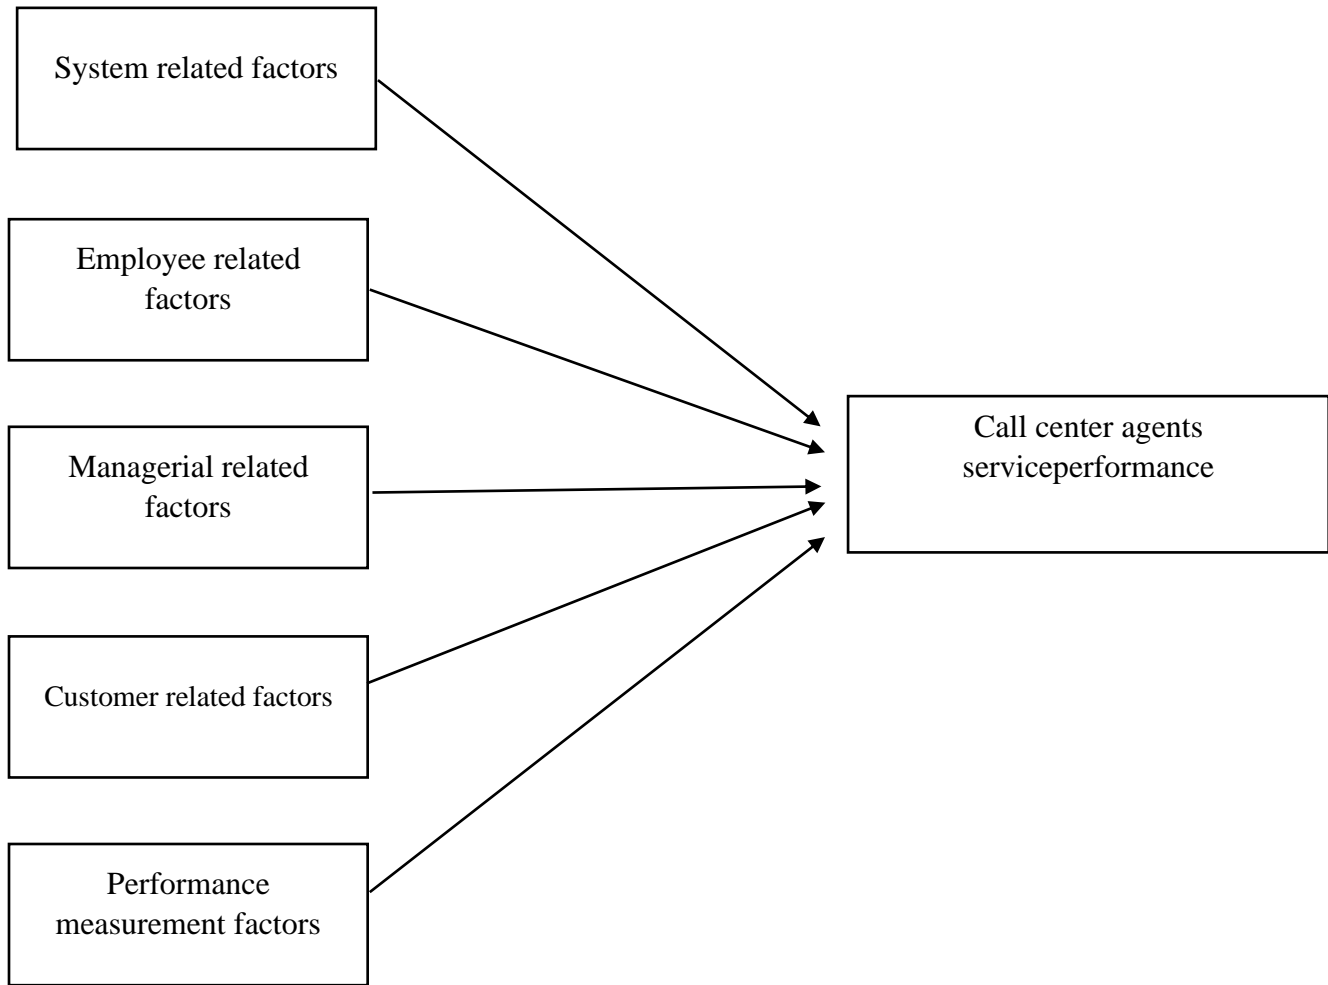 System related factors
Employee related
factors
Managerial related
factors
Customer related factors
Performance
measurement factors
Call center agents
serviceperformance